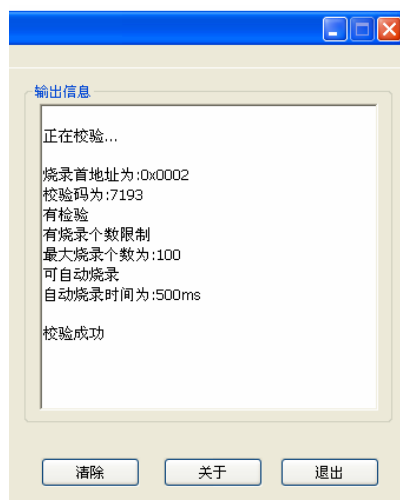 输出信息
正在校验...
烧录首地址为:0x0002
校验码为:7193
有检验
有烧录个数限制
最大烧录个数为:100
可自动烧录
自动烧录时间为:500ms
校验成功
清除 关于 退出